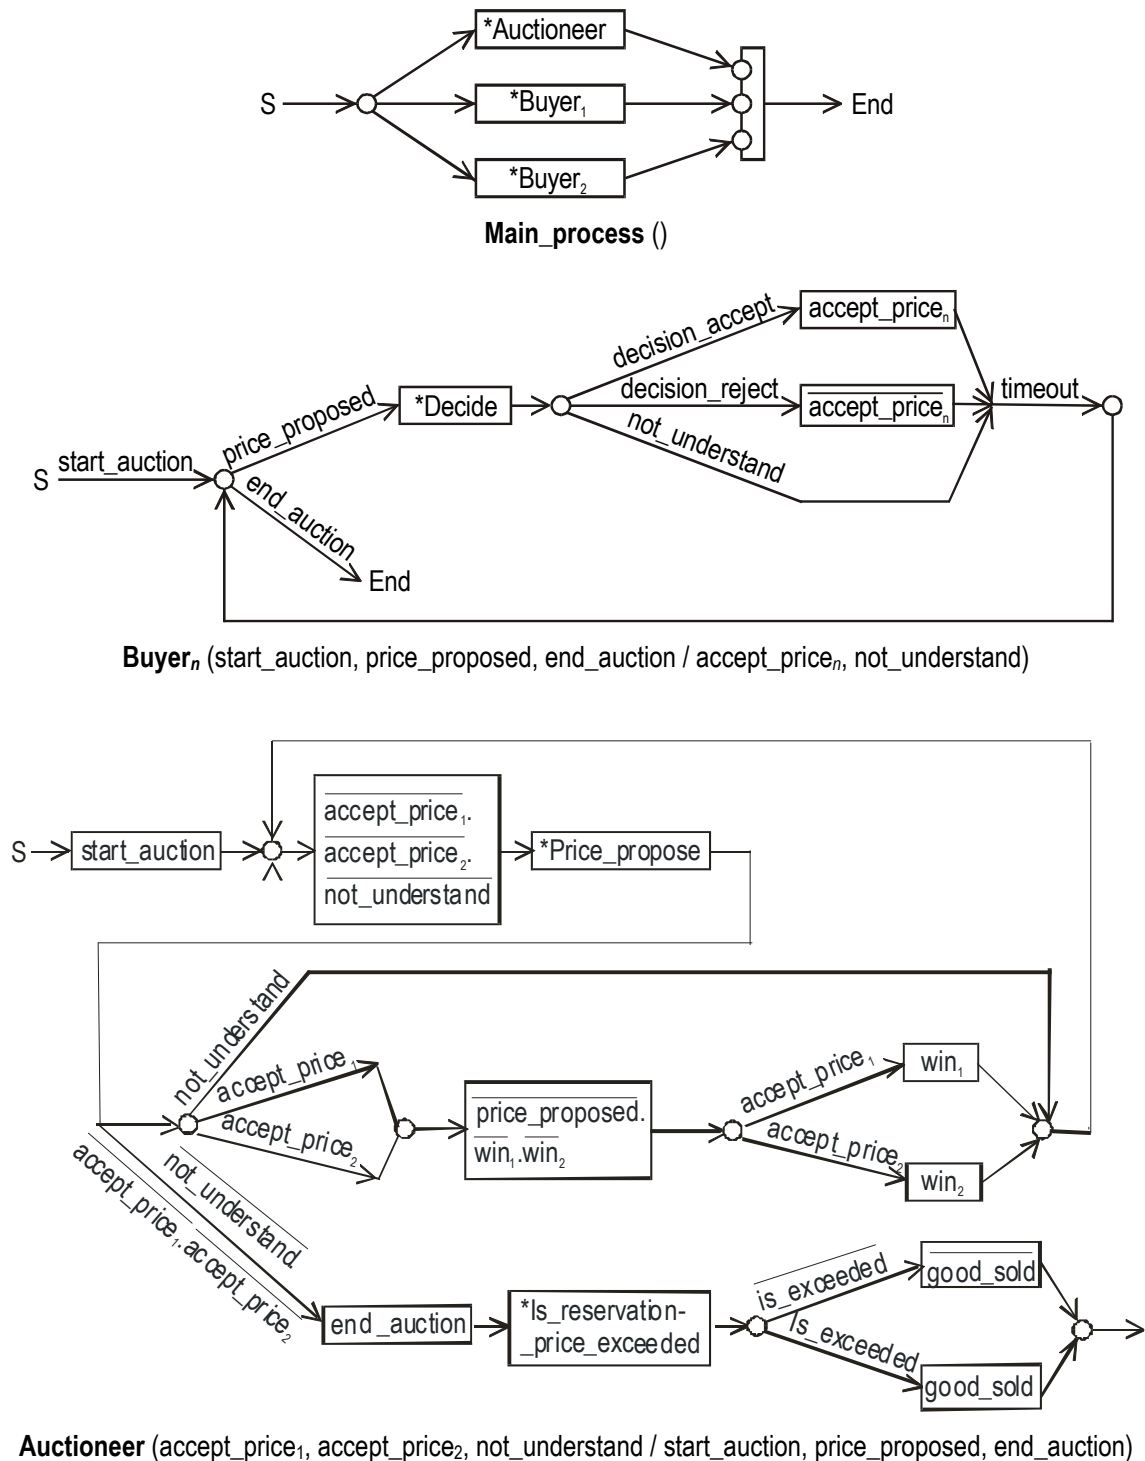 *Auctioneer
S
*Buyer₁
End
*Buyer₂
Main_process ()
decision_accept
accept_priceₙ
price_proposed
*Decide
decision_reject
accept_priceₙ
timeout
not_understand
S
start_auction
end_auction
End
Buyerₙ (start_auction, price_proposed, end_auction / accept_priceₙ, not_understand)
accept_price₁.
S
start_auction
accept_price₂.
*Price_propose
not_understand
not_understand
accept_price₁
accept_price₂
price_proposed.
win₁.win₂
accept_price₁
win₁
accept_price₂
win₂
not_understand.
accept_price₁.accept_price₂
end_auction
*Is_reservation-
_price_exceeded
is_exceeded
good_sold
Is_exceeded
good_sold
Auctioneer (accept_price₁, accept_price₂, not_understand / start_auction, price_proposed, end_auction)